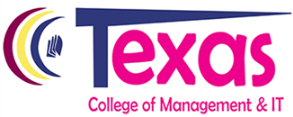 Texas
College of Management & IT